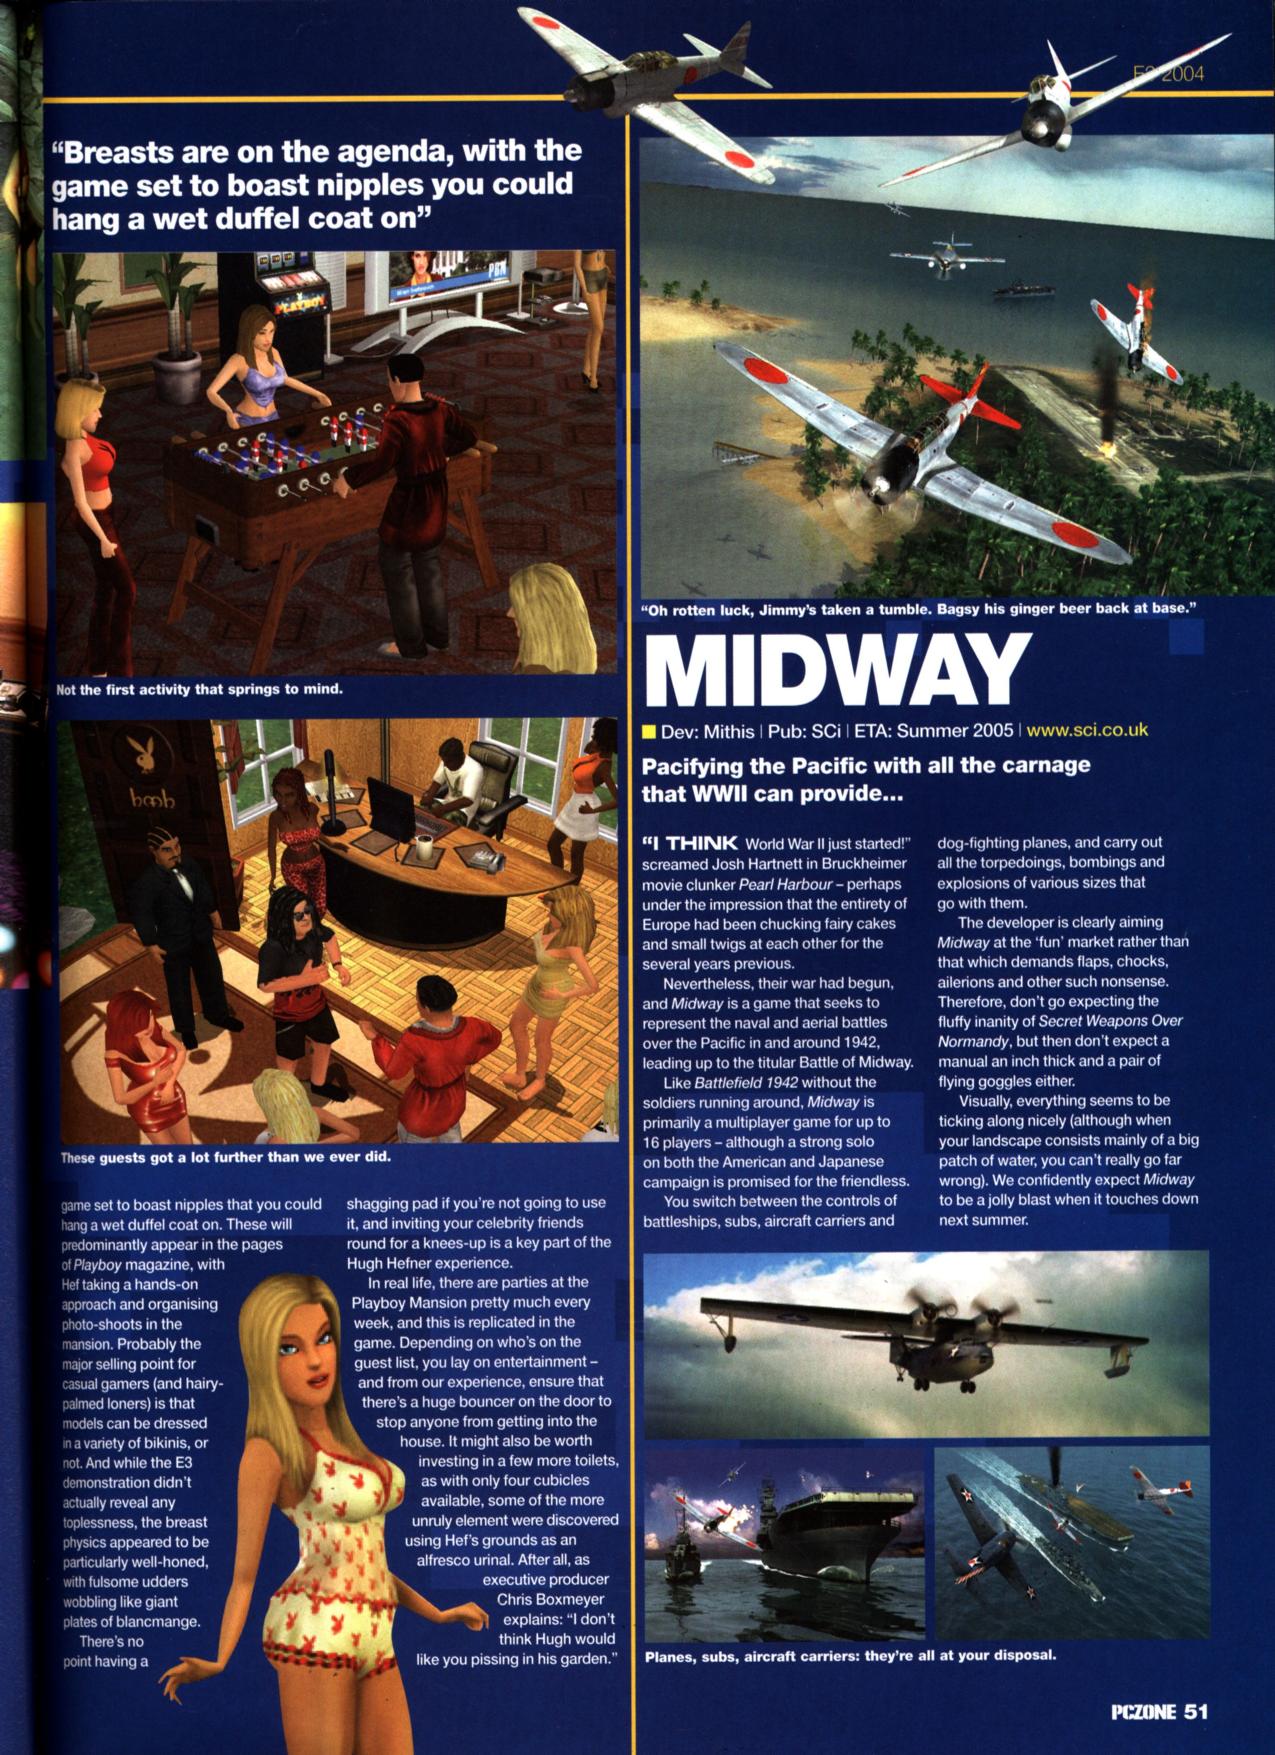 E3 2004
“Breasts are on the agenda, with the
game set to boast nipples you could
hang a wet duffel coat on”
PLAYBOY
PBN
Not the first activity that springs to mind.
These guests got a lot further than we ever did.
game set to boast nipples that you could
hang a wet duffel coat on. These will
predominantly appear in the pages
of Playboy magazine, with
Hef taking a hands-on
approach and organising
photo-shoots in the
mansion. Probably the
major selling point for
casual gamers (and hairy-
palmed loners) is that
models can be dressed
in a variety of bikinis, or
not. And while the E3
demonstration didn’t
actually reveal any
toplessness, the breast
physics appeared to be
particularly well-honed,
with fulsome udders
wobbling like giant
plates of blancmange.
There’s no
point having a
shagging pad if you’re not going to use
it, and inviting your celebrity friends
round for a knees-up is a key part of the
Hugh Hefner experience.
In real life, there are parties at the
Playboy Mansion pretty much every
week, and this is replicated in the
game. Depending on who’s on the
guest list, you lay on entertainment –
and from our experience, ensure that
there’s a huge bouncer on the door to
stop anyone from getting into the
house. It might also be worth
investing in a few more toilets,
as with only four cubicles
available, some of the more
unruly element were discovered
using Hef’s grounds as an
alfresco urinal. After all, as
executive producer
Chris Boxmeyer
explains: “I don’t
think Hugh would
like you pissing in his garden.”
“Oh rotten luck, Jimmy’s taken a tumble. Bagsy his ginger beer back at base.”
MIDWAY
Dev: Mithis | Pub: SCi | ETA: Summer 2005 | www.sci.co.uk
Pacifying the Pacific with all the carnage
that WWII can provide...
“I THINK World War II just started!”
screamed Josh Hartnett in Bruckheimer
movie clunker Pearl Harbour – perhaps
under the impression that the entirety of
Europe had been chucking fairy cakes
and small twigs at each other for the
several years previous.
Nevertheless, their war had begun,
and Midway is a game that seeks to
represent the naval and aerial battles
over the Pacific in and around 1942,
leading up to the titular Battle of Midway.
Like Battlefield 1942 without the
soldiers running around, Midway is
primarily a multiplayer game for up to
16 players – although a strong solo
on both the American and Japanese
campaign is promised for the friendless.
You switch between the controls of
battleships, subs, aircraft carriers and
dog-fighting planes, and carry out
all the torpedoings, bombings and
explosions of various sizes that
go with them.
The developer is clearly aiming
Midway at the ‘fun’ market rather than
that which demands flaps, chocks,
ailerions and other such nonsense.
Therefore, don’t go expecting the
fluffy inanity of Secret Weapons Over
Normandy, but then don’t expect a
manual an inch thick and a pair of
flying goggles either.
Visually, everything seems to be
ticking along nicely (although when
your landscape consists mainly of a big
patch of water, you can’t really go far
wrong). We confidently expect Midway
to be a jolly blast when it touches down
next summer.
Planes, subs, aircraft carriers: they’re all at your disposal.
PCZONE 51